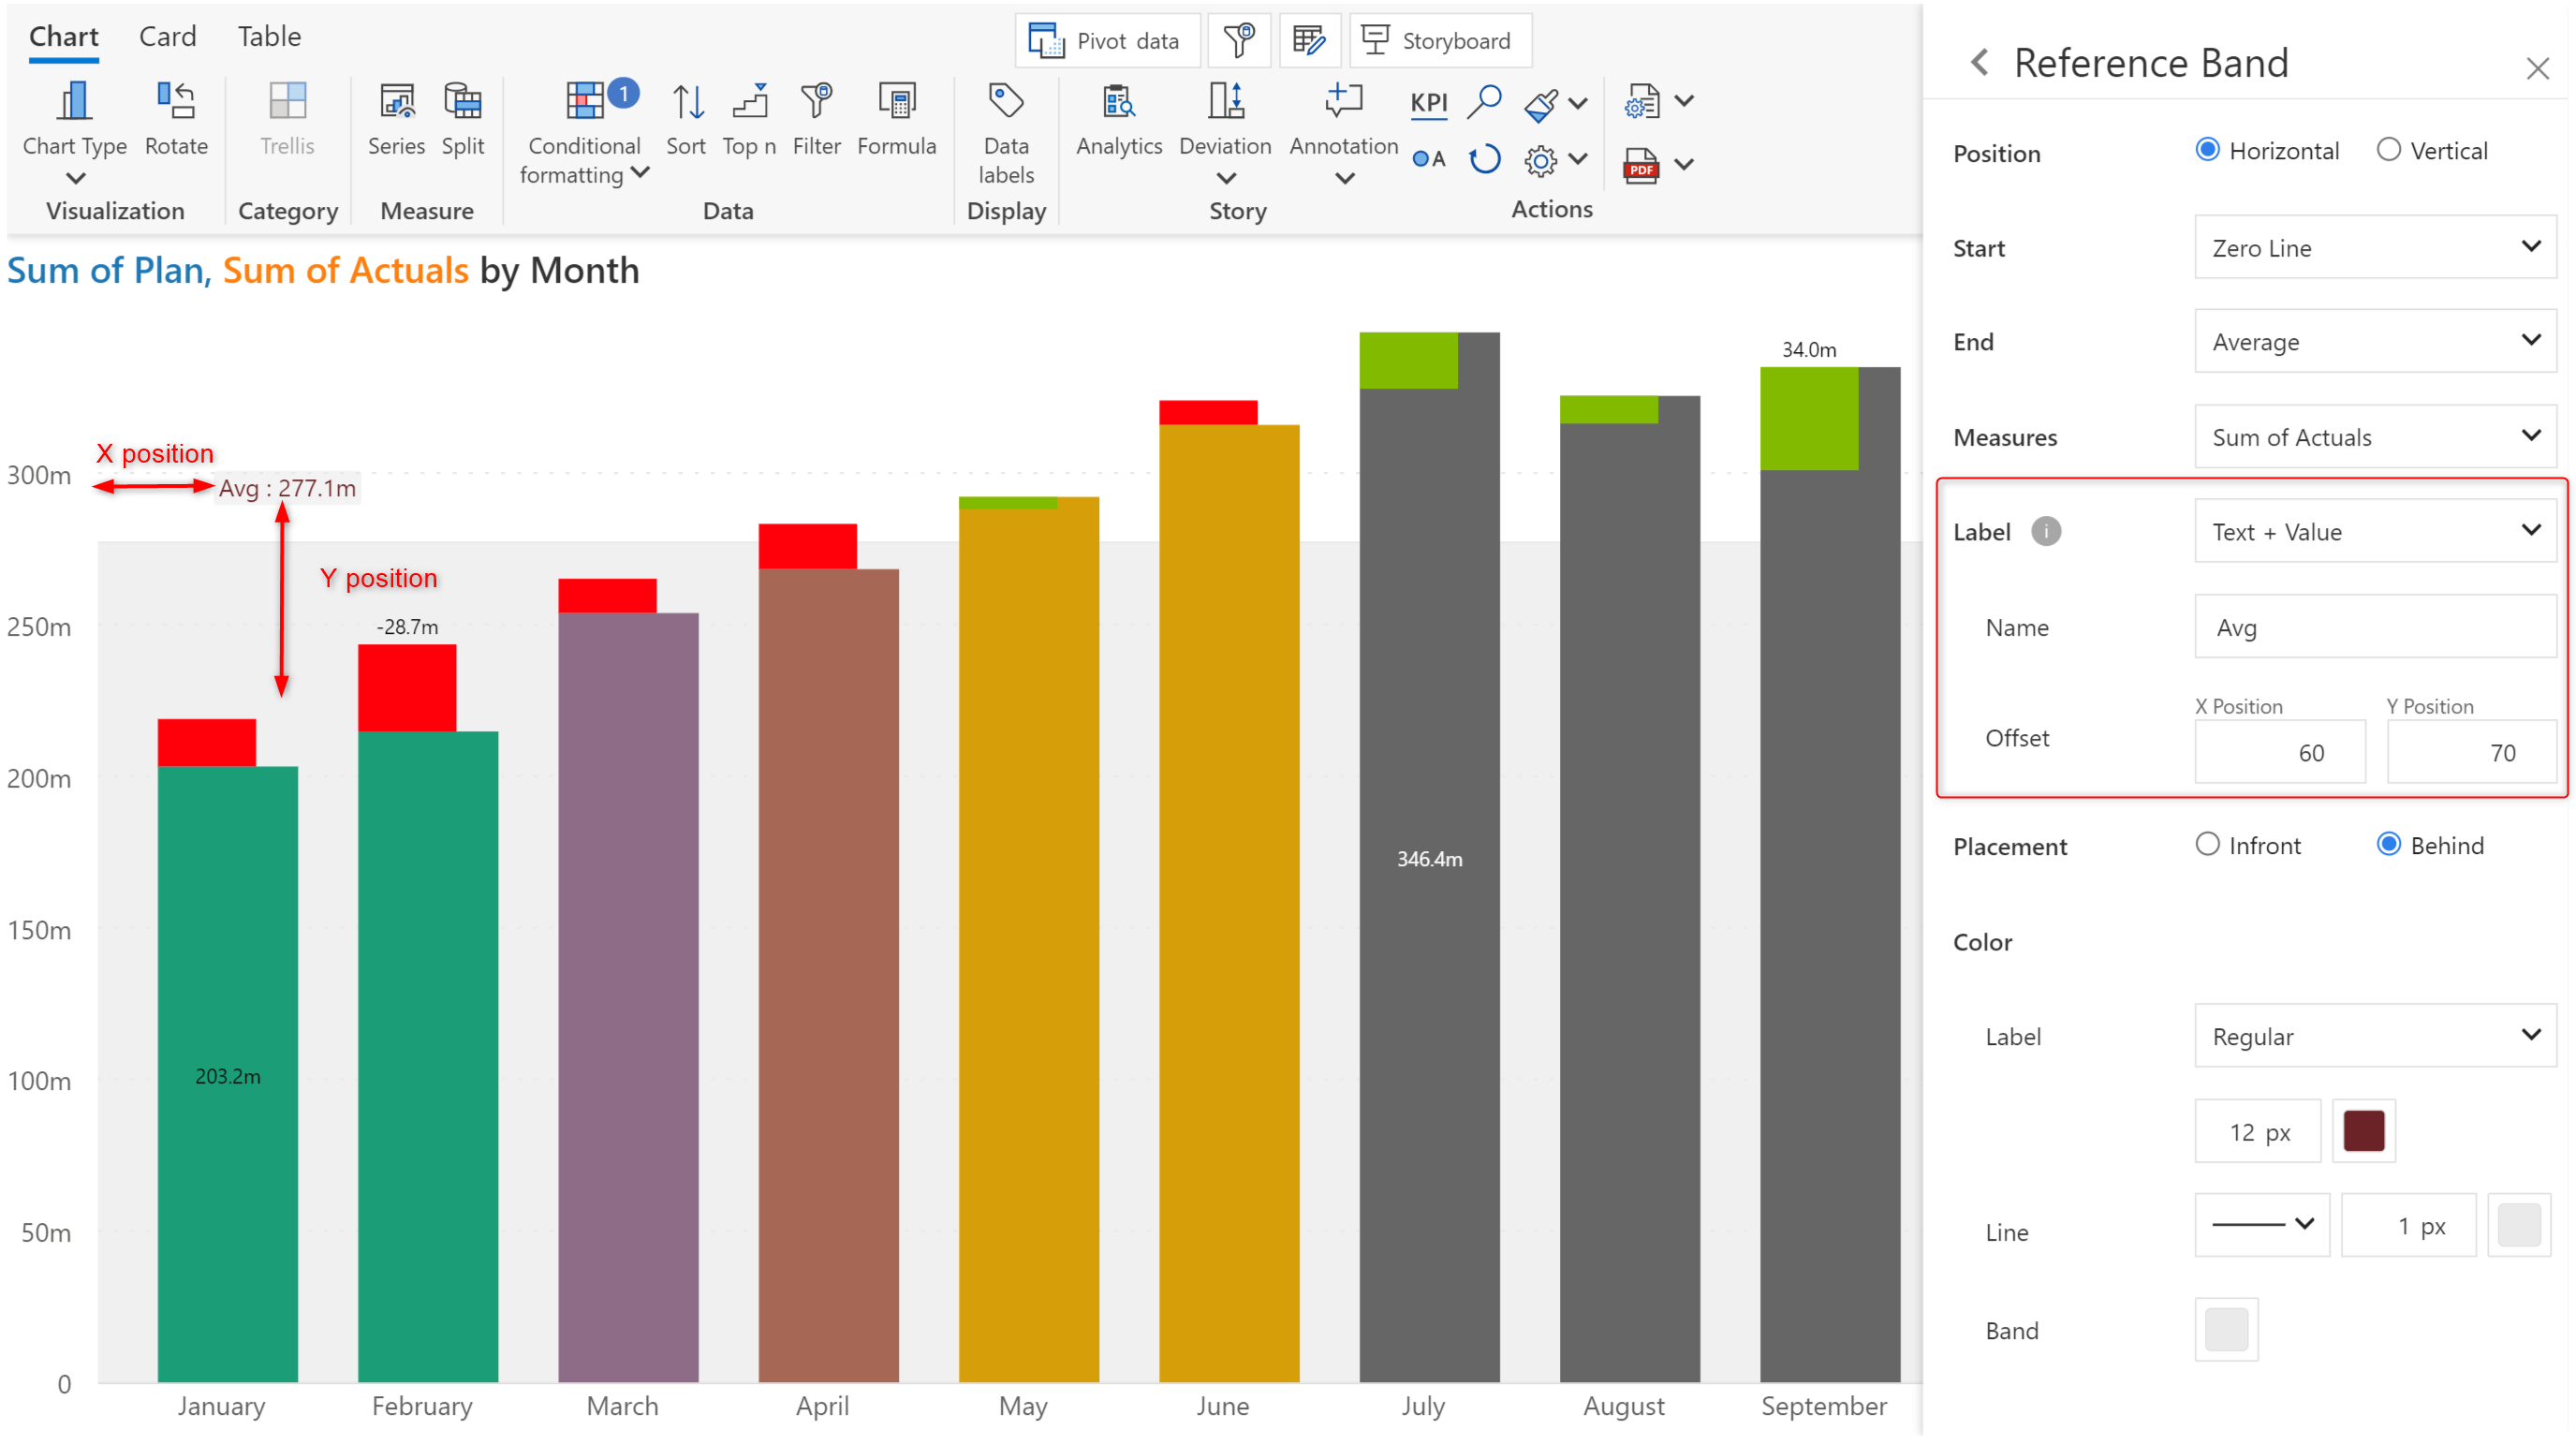 Chart Card Table
Pivot data
Storyboard
Chart Type
Rotate
Trellis
Series
Split
Conditional
formatting
1
Sort
Top n
Filter
Formula
Data
labels
Analytics
Deviation
Annotation
KPI
A
PDF
Visualization
Category
Measure
Data
Display
Story
Actions
Sum of Plan, Sum of Actuals by Month
300m
250m
200m
150m
100m
50m
0
X position
Avg : 277.1m
Y position
-28.7m
203.2m
346.4m
34.0m
January
February
March
April
May
June
July
August
September
Reference Band
Position
Horizontal
Vertical
Start
Zero Line
End
Average
Measures
Sum of Actuals
Label i
Text + Value
Name
Avg
X Position
Y Position
Offset
60
70
Placement
Infront
Behind
Color
Label
Regular
12 px
Line
1 px
Band